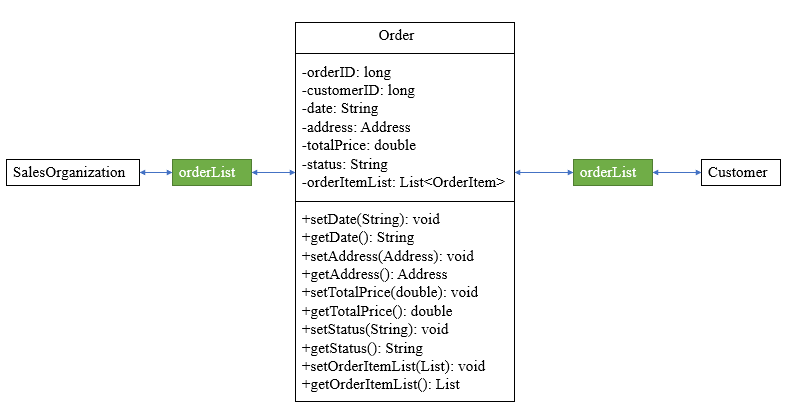 Order
-orderID: long
-customerID: long
-date: String
-address: Address
-totalPrice: double
-status: String
-orderItemList: List<OrderItem>
SalesOrganization
orderList
orderList
Customer
+setDate(String): void
+getDate(): String
+setAddress(Address): void
+getAddress(): Address
+setTotalPrice(double): void
+getTotalPrice(): double
+setStatus(String): void
+getStatus(): String
+setOrderItemList(List): void
+getOrderItemList(): List